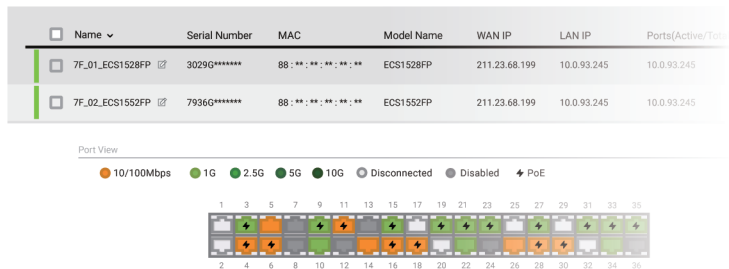 Name Serial Number MAC Model Name WAN IP LAN IP Ports(Active/Total
7F_01_ECS1528FP 3029G******* 88 : ** : ** : ** : ** : ** ECS1528FP 211.23.68.199 10.0.93.245 10.0.93.245
7F_02_ECS1552FP 7936G******* 88 : ** : ** : ** : ** : ** ECS1552FP 211.23.68.199 10.0.93.245 10.0.93.245
Port View
10/100Mbps 1G 2.5G 5G 10G Disconnected Disabled PoE
1 3 5 7 9 11 13 15 17 19 21 23 25 27 29 31 33 35
2 4 6 8 10 12 14 16 18 20 22 24 26 28 30 32 34 36